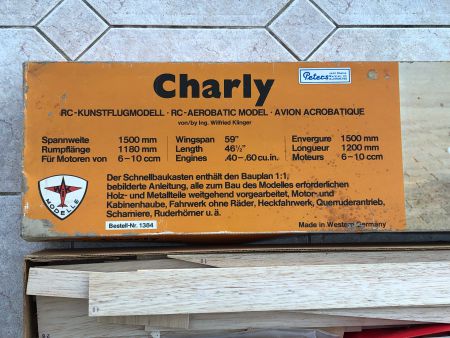 Charly
Peters
RC-KUNSTFLUGMODELL · RC-AEROBATIC MODEL · AVION ACROBATIQUE
von/by Ing. Wilfried Klinger
Spannweite 1500 mm Wingspan 59" Envergure 1500 mm
Rumpflänge 1180 mm Length 46½" Longueur 1200 mm
Für Motoren von 6-10 ccm Engines .40-.60 cu.in. Moteurs 6-10 ccm
Der Schnellbaukasten enthält den Bauplan 1:1,
bebilderte Anleitung, alle zum Bau des Modelles erforderlichen
Holz- und Metallteile weitgehend vorgearbeitet, Motor- und
Kabinenhaube, Fahrwerk ohne Räder, Heckfahrwerk, Querruderantrieb,
Scharniere, Ruderhörner u. ä.
MODELLE
Bestell-Nr. 1384
Made in Western Germany